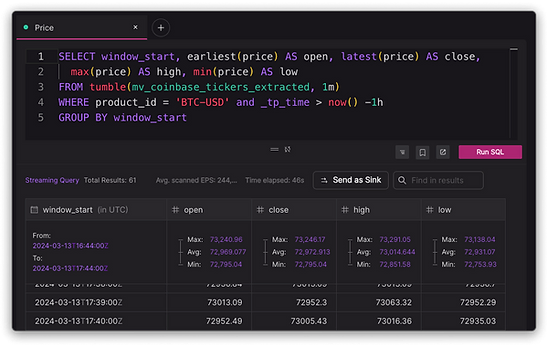 Price ×
+
1 SELECT window_start, earliest(price) AS open, latest(price) AS close,
2 max(price) AS high, min(price) AS low
3 FROM tumble(mv_coinbase_tickers_extracted, 1m)
4 WHERE product_id = 'BTC-USD' and _tp_time > now() -1h
5 GROUP BY window_start
Run SQL
Streaming Query Total Results: 61 Avg. scanned EPS: 244,... Time elapsed: 46s Send as Sink Find in results
window_start (in UTC) # open # close # high # low
From: Max: 73,240.96 Max: 73,246.17 Max: 73,291.05 Max: 73,138.04
2024-03-13T16:44:00Z Avg: 72,969.077 Avg: 72,972.913 Avg: 73,014.644 Avg: 72,931.07
To: Min: 72,795.04 Min: 72,795.04 Min: 72,851.58 Min: 72,753.93
2024-03-13T17:44:00Z
2024-03-13T17:39:00Z 73013.09 72952.3 73063.32 72952.29
2024-03-13T17:40:00Z 72952.49 73005.43 73016.36 72935.03